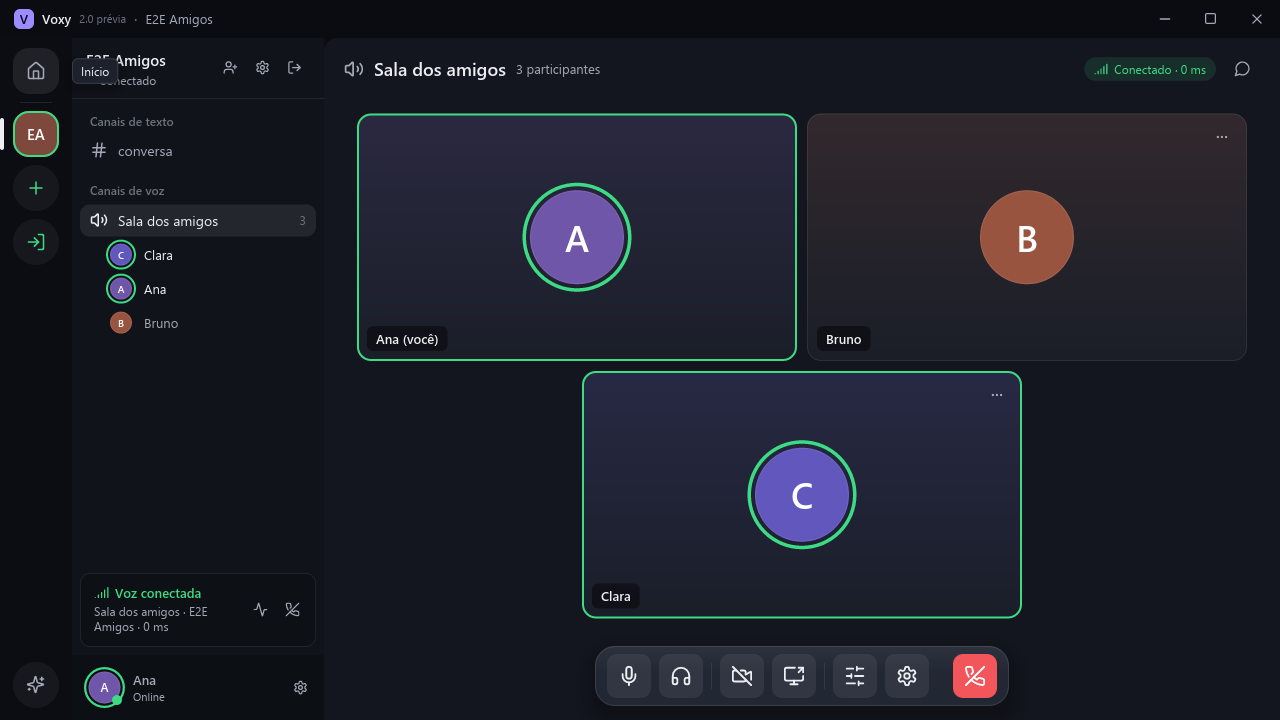 V Voxy 2.0 prévia · E2E Amigos
Início
Amigos
EA
Canais de texto
conversa
Canais de voz
Sala dos amigos 3
C Clara
A Ana
B Bruno
Voz conectada
Sala dos amigos · E2E
Amigos · 0 ms
A Ana
Online
Sala dos amigos 3 participantes
Conectado · 0 ms
A
Ana (você)
B
Bruno
C
Clara